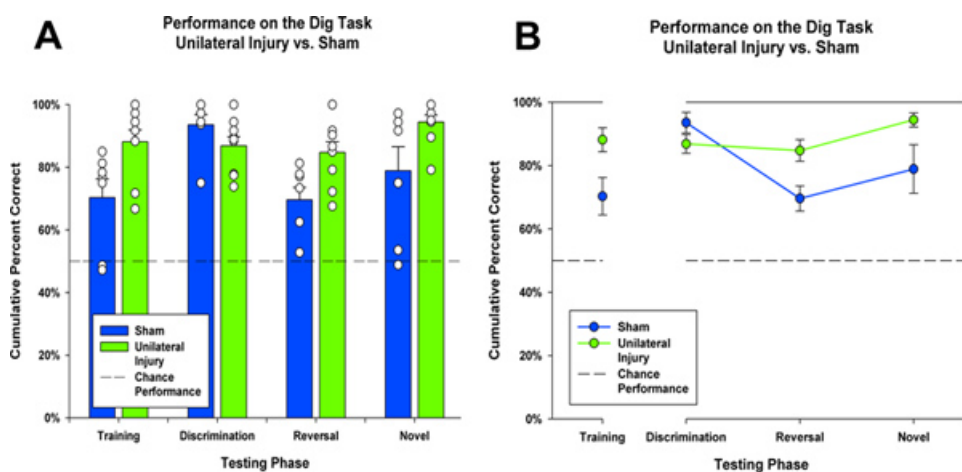 A
Performance on the Dig Task
Unilateral Injury vs. Sham
Cumulative Percent Correct
100%
80%
60%
40%
20%
0%
Sham
Unilateral
Injury
Chance
Performance
Training Discrimination Reversal Novel
Testing Phase
B
Performance on the Dig Task
Unilateral Injury vs. Sham
Cumulative Percent Correct
100%
80%
60%
40%
20%
0%
Sham
Unilateral
Injury
Chance
Performance
Training Discrimination Reversal Novel
Testing Phase